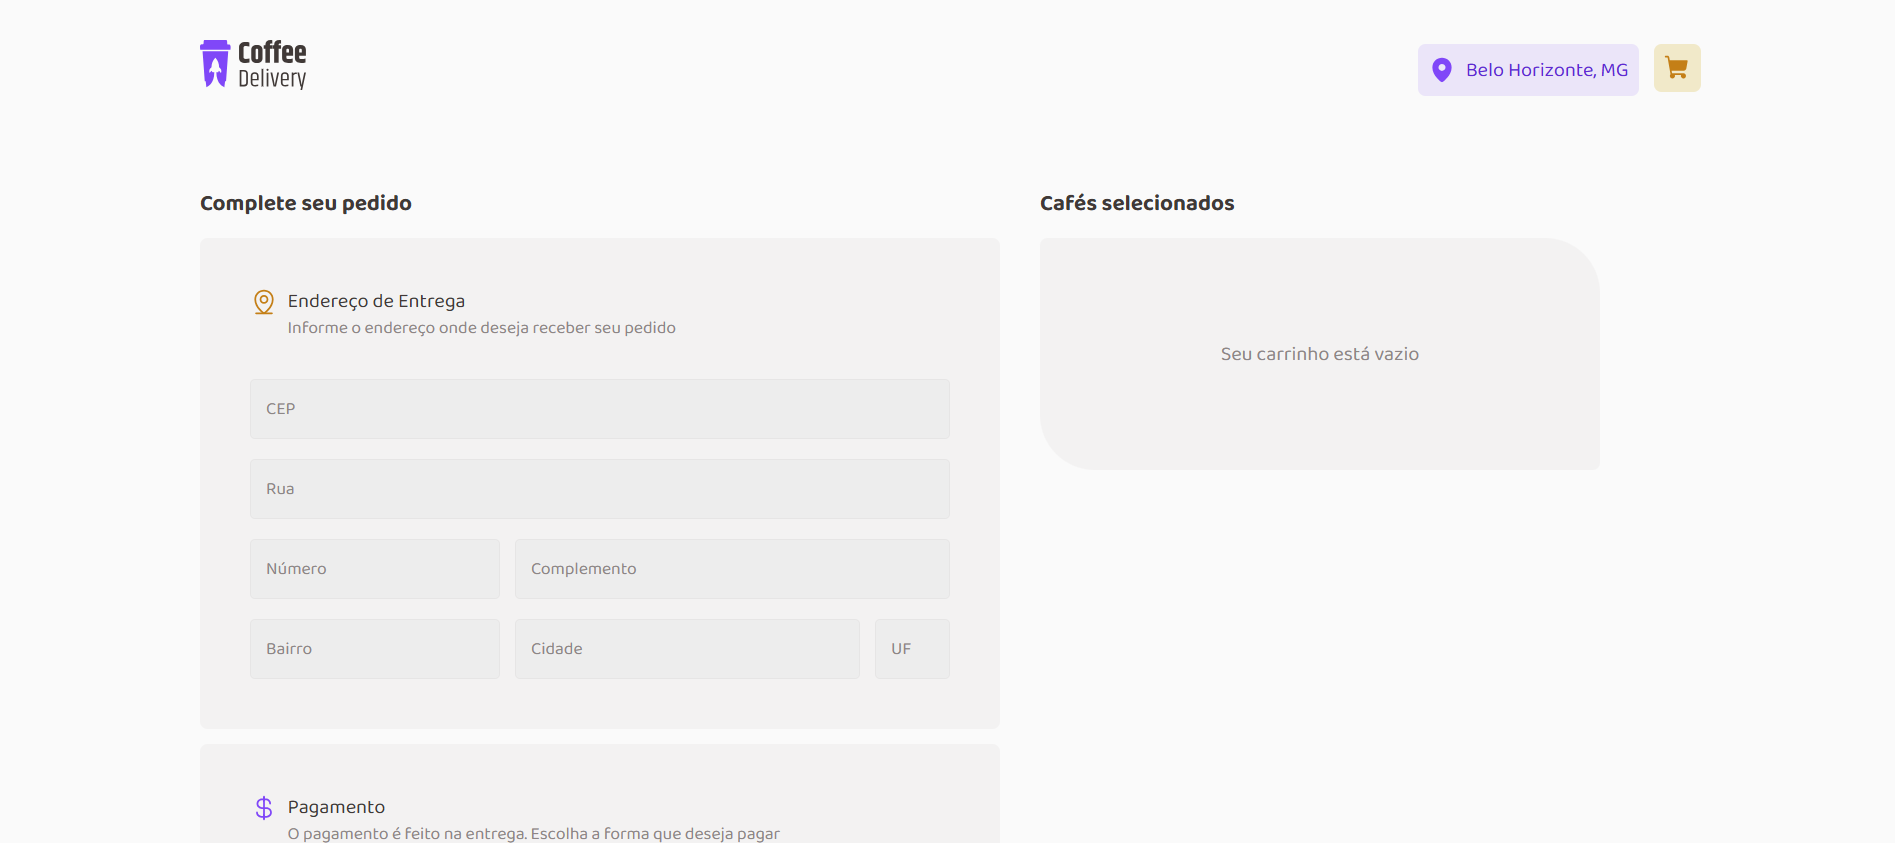 Coffee
Delivery
Belo Horizonte, MG
Complete seu pedido
Cafés selecionados
Endereço de Entrega
Informe o endereço onde deseja receber seu pedido
Seu carrinho está vazio
CEP
Rua
Número
Complemento
Bairro
Cidade
UF
Pagamento
O pagamento é feito na entrega. Escolha a forma que deseja pagar